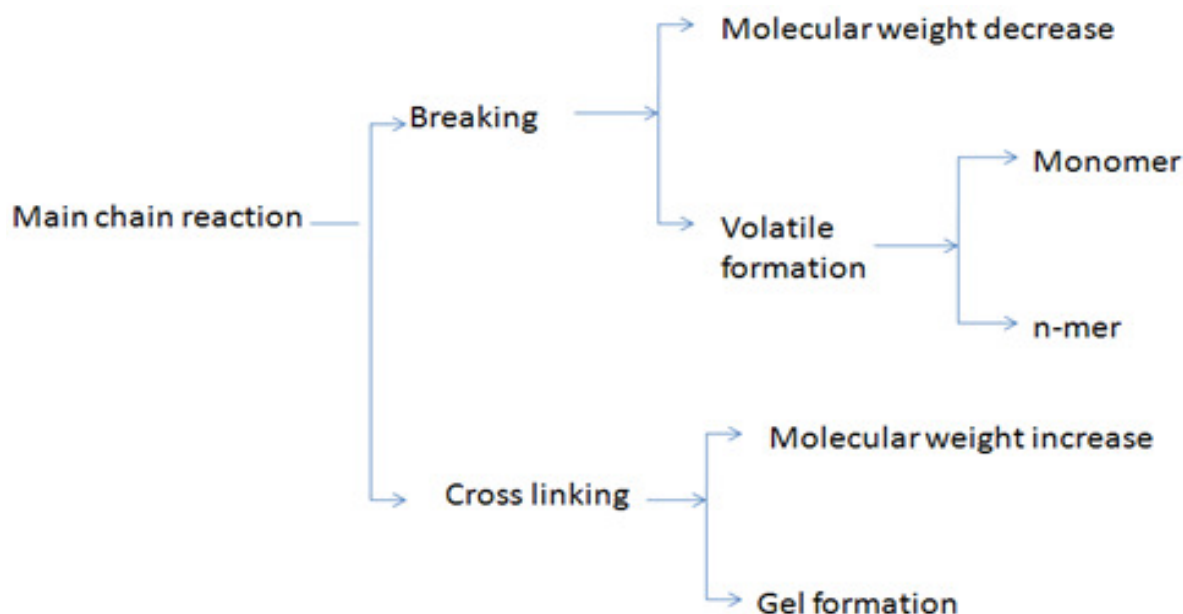 Molecular weight decrease
Breaking
Monomer
Main chain reaction
Volatile
formation
n-mer
Molecular weight increase
Cross linking
Gel formation